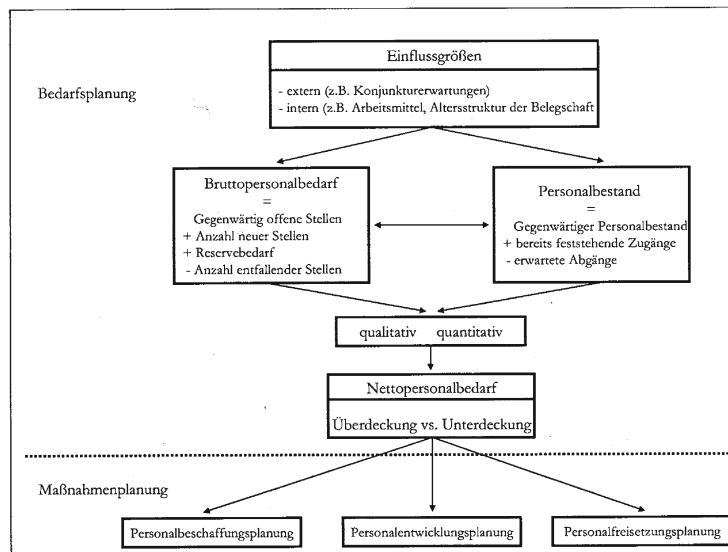 Einflussgrößen
Bedarfsplanung
- extern (z.B. Konjunkturerwartungen)
- intern (z.B. Arbeitsmittel, Altersstruktur der Belegschaft
Bruttopersonalbedarf
=
Gegenwärtig offene Stellen
+ Anzahl neuer Stellen
+ Reservebedarf
- Anzahl entfallender Stellen
Personalbestand
=
Gegenwärtiger Personalbestand
+ bereits feststehende Zugänge
- erwartete Abgänge
qualitativ quantitativ
Nettopersonalbedarf
Überdeckung vs. Unterdeckung
Maßnahmenplanung
Personalbeschaffungsplanung
Personalentwicklungsplanung
Personalfreisetzungsplanung